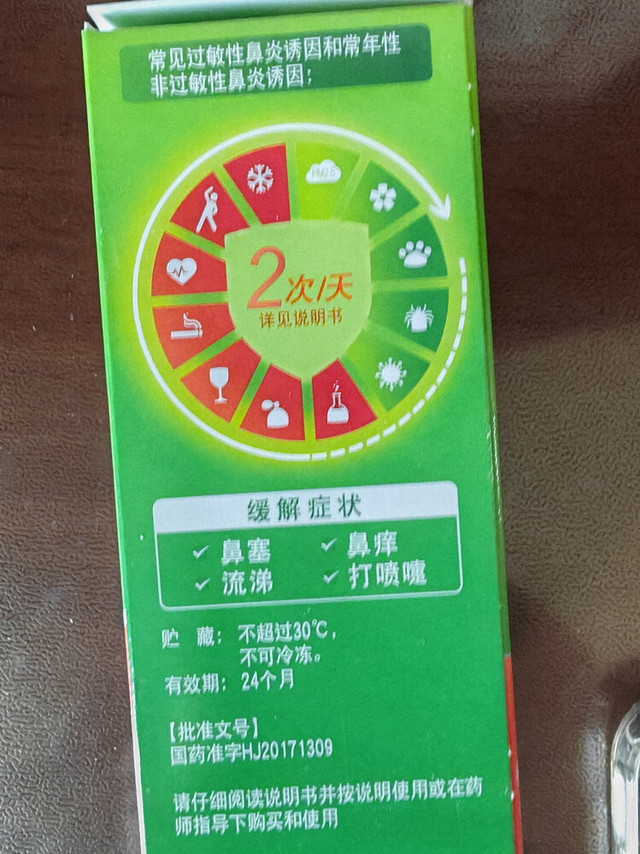 常见过敏性鼻炎诱因和常年性
非过敏性鼻炎诱因：
PM2.5
2次/天
详见说明书
缓解症状
✓鼻塞 ✓鼻痒
✓流涕 ✓打喷嚏
贮 藏：不超过30℃，
不可冷冻。
有效期：24个月
【批准文号】
国药准字HJ20171309
请仔细阅读说明书并按说明使用或在药
师指导下购买和使用